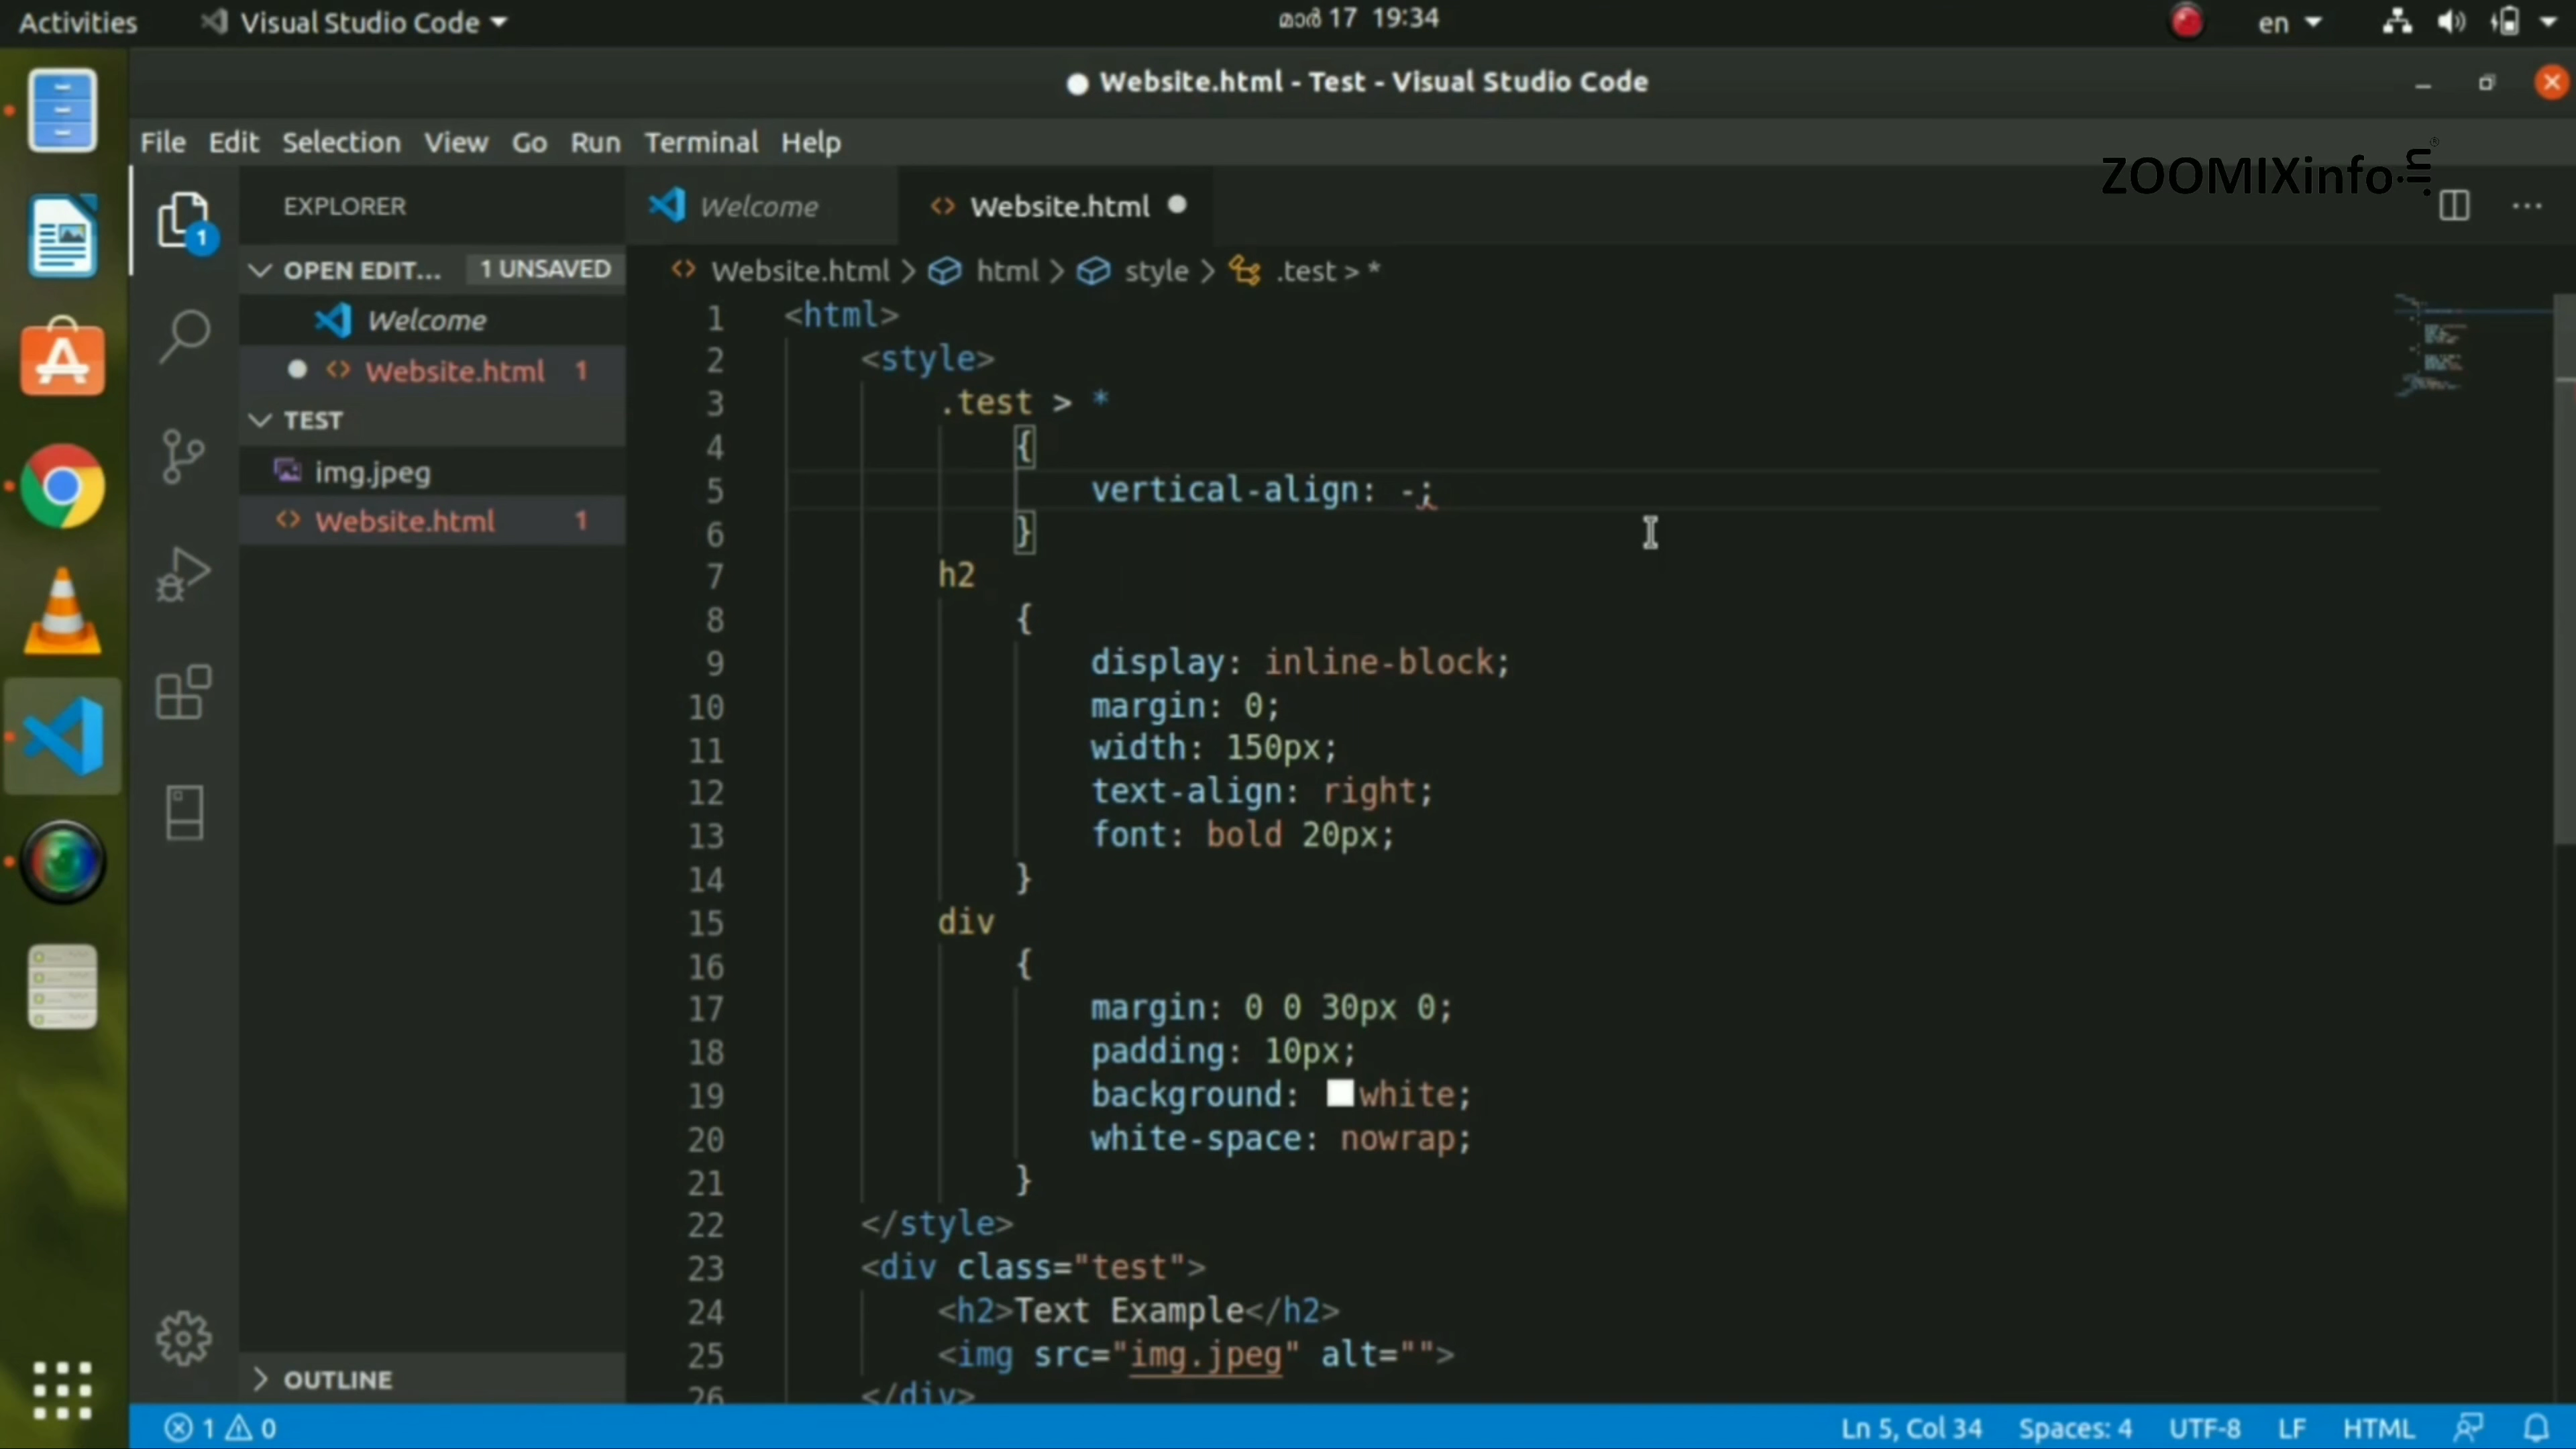 Activities
Visual Studio Code
മാർ 17 19:34
en
Website.html - Test - Visual Studio Code
File Edit Selection View Go Run Terminal Help
ZOOMIXinfo.in®
EXPLORER
Welcome
Website.html
1
OPEN EDIT... 1 UNSAVED
Website.html > html > style > .test > *
Welcome
Website.html 1
TEST
img.jpeg
Website.html 1
OUTLINE
1 <html>
2 <style>
3 .test > *
4 {
5 vertical-align: -;
6 }
7 h2
8 {
9 display: inline-block;
10 margin: 0;
11 width: 150px;
12 text-align: right;
13 font: bold 20px;
14 }
15 div
16 {
17 margin: 0 0 30px 0;
18 padding: 10px;
19 background: white;
20 white-space: nowrap;
21 }
22 </style>
23 <div class="test">
24 <h2>Text Example</h2>
25 <img src="img.jpeg" alt="">
26 </div>
1 0
Ln 5, Col 34 Spaces: 4 UTF-8 LF HTML